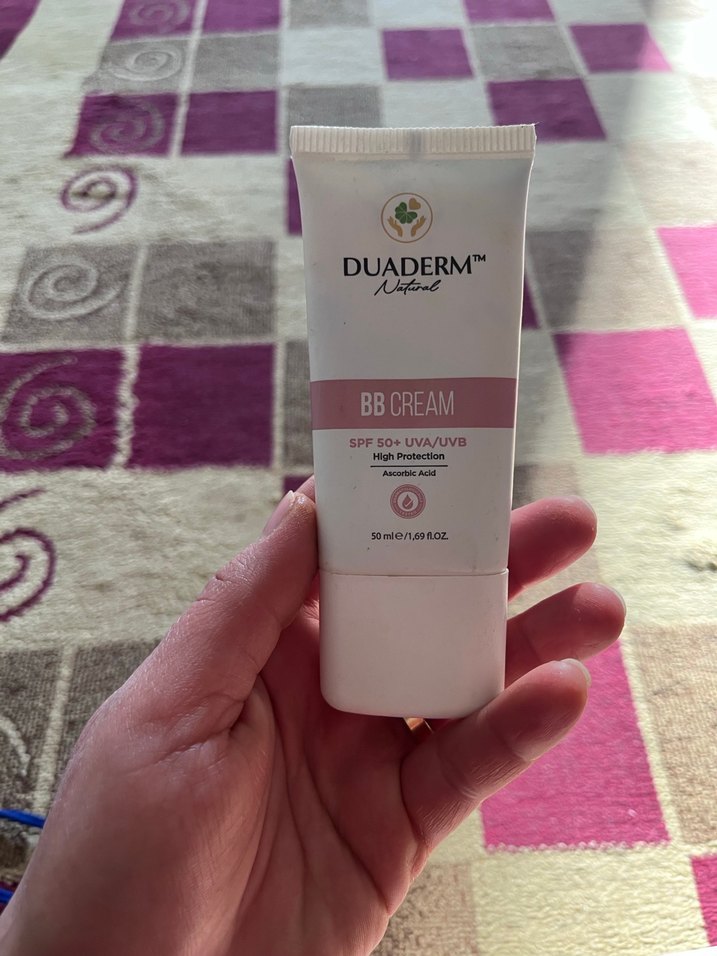 DUADERM™
Natural
BB CREAM
SPF 50+ UVA/UVB
High Protection
Ascorbic Acid
50 ml ℮/1,69 fl.OZ.